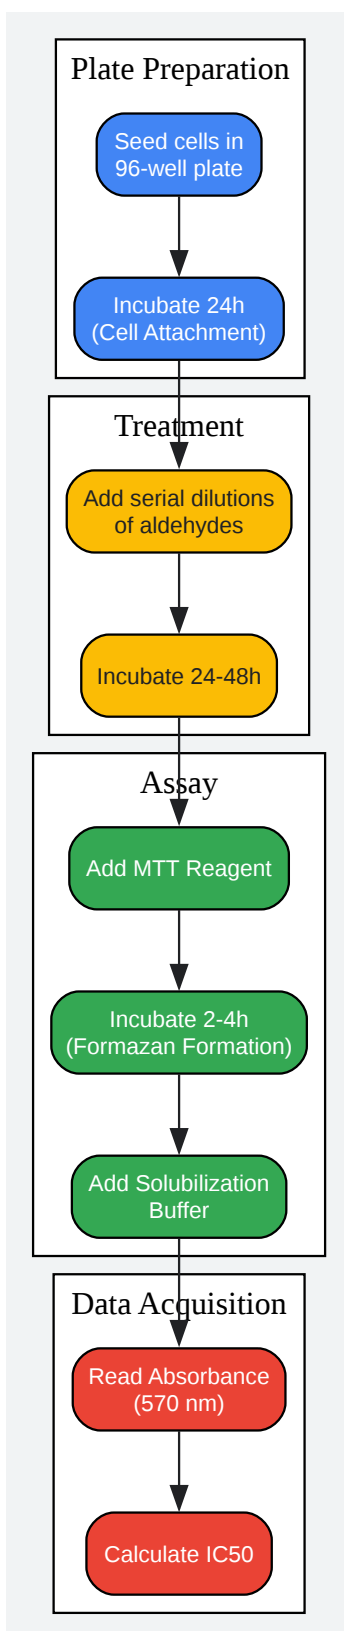 Plate Preparation
Seed cells in
96-well plate
Incubate 24h
(Cell Attachment)
Treatment
Add serial dilutions
of aldehydes
Incubate 24-48h
Assay
Add MTT Reagent
Incubate 2-4h
(Formazan Formation)
Add Solubilization
Buffer
Data Acquisition
Read Absorbance
(570 nm)
Calculate IC50